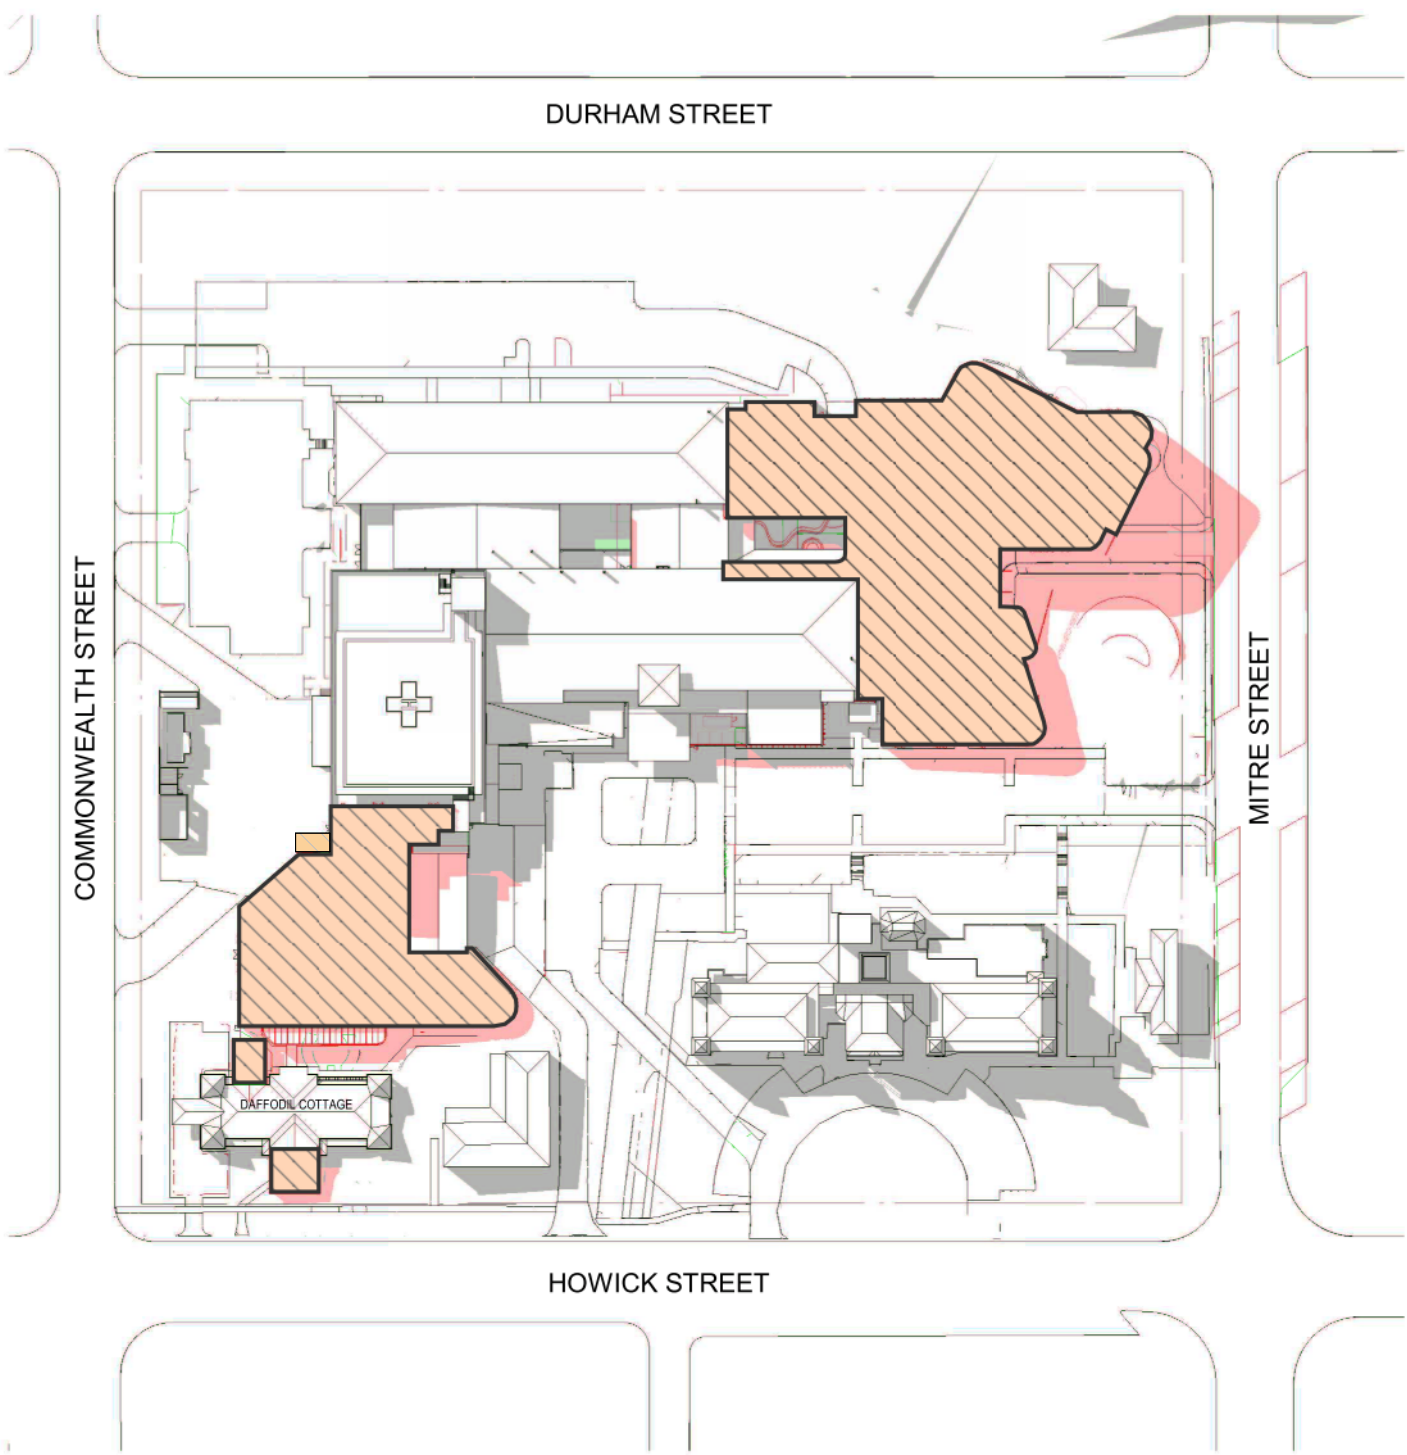 DURHAM STREET
COMMONWEALTH STREET
MITRE STREET
DAFFODIL COTTAGE
HOWICK STREET